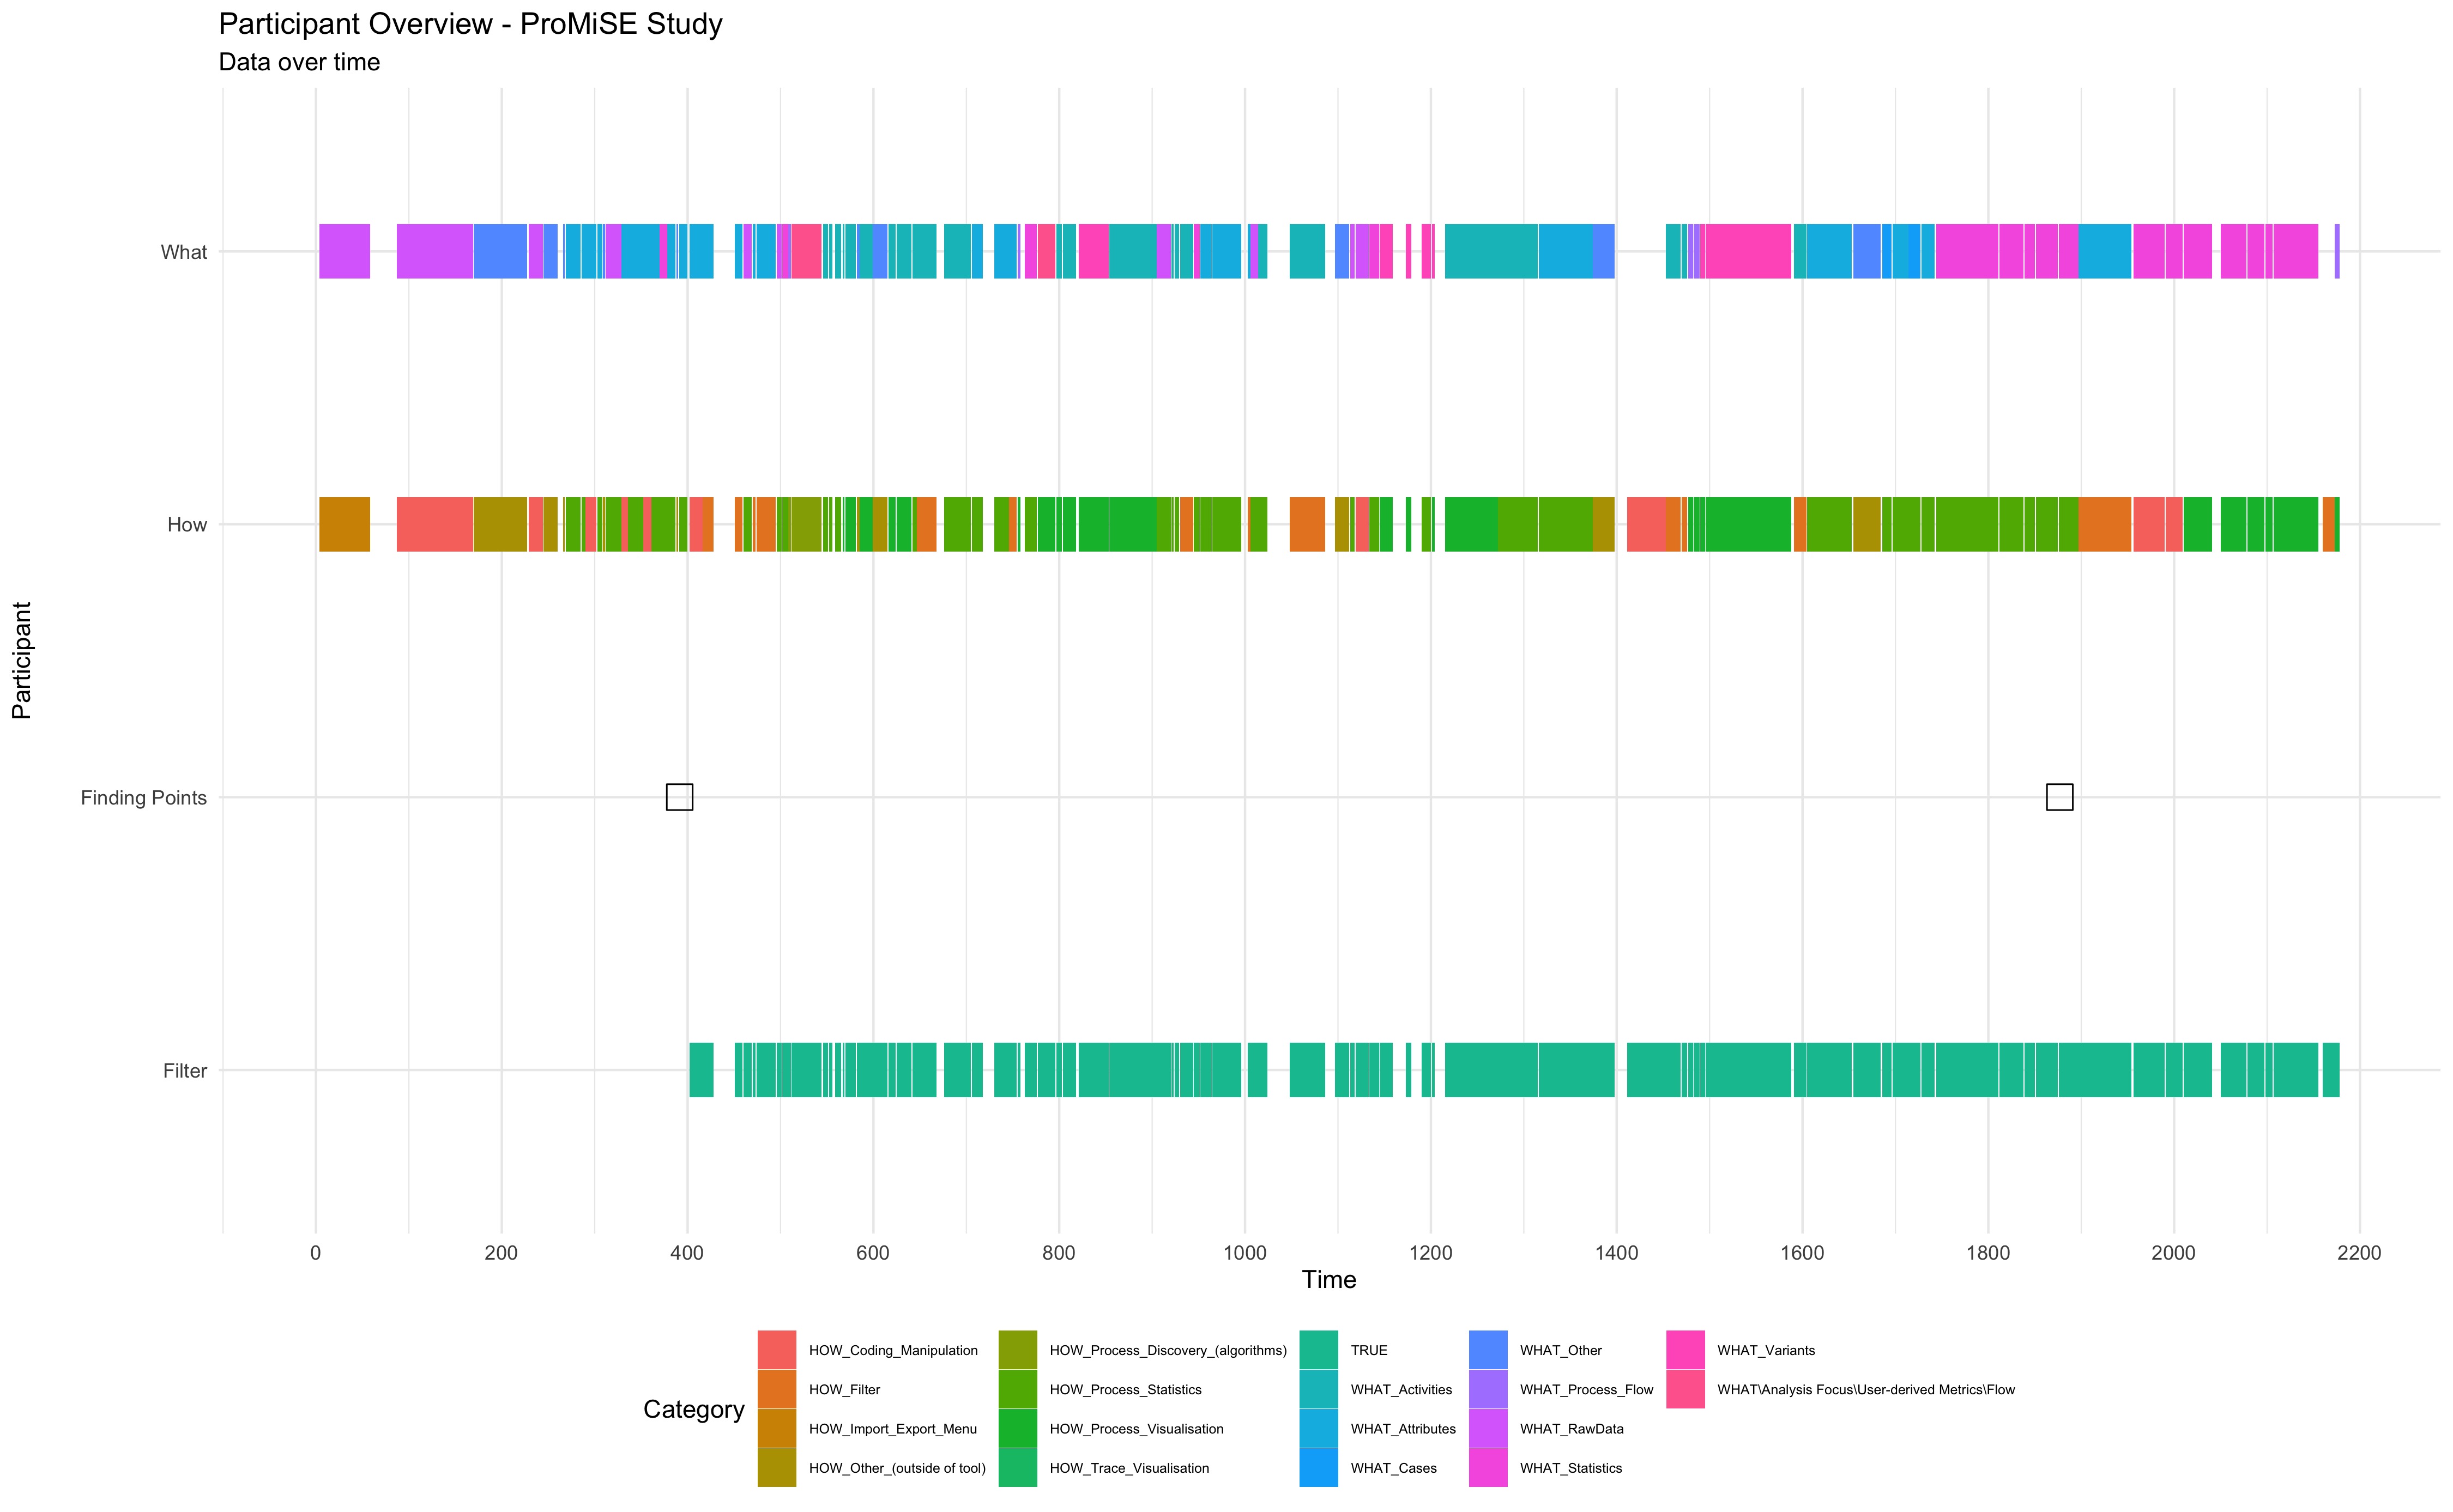 Participant Overview - ProMiSE Study
Data over time
Participant
What
How
Finding Points
Filter
0 200 400 600 800 1000 1200 1400 1600 1800 2000 2200
Time
Category
HOW_Coding_Manipulation
HOW_Filter
HOW_Import_Export_Menu
HOW_Other_(outside of tool)
HOW_Process_Discovery_(algorithms)
HOW_Process_Statistics
HOW_Process_Visualisation
HOW_Trace_Visualisation
TRUE
WHAT_Activities
WHAT_Attributes
WHAT_Cases
WHAT_Other
WHAT_Process_Flow
WHAT_RawData
WHAT_Statistics
WHAT_Variants
WHAT\Analysis Focus\User-derived Metrics\Flow